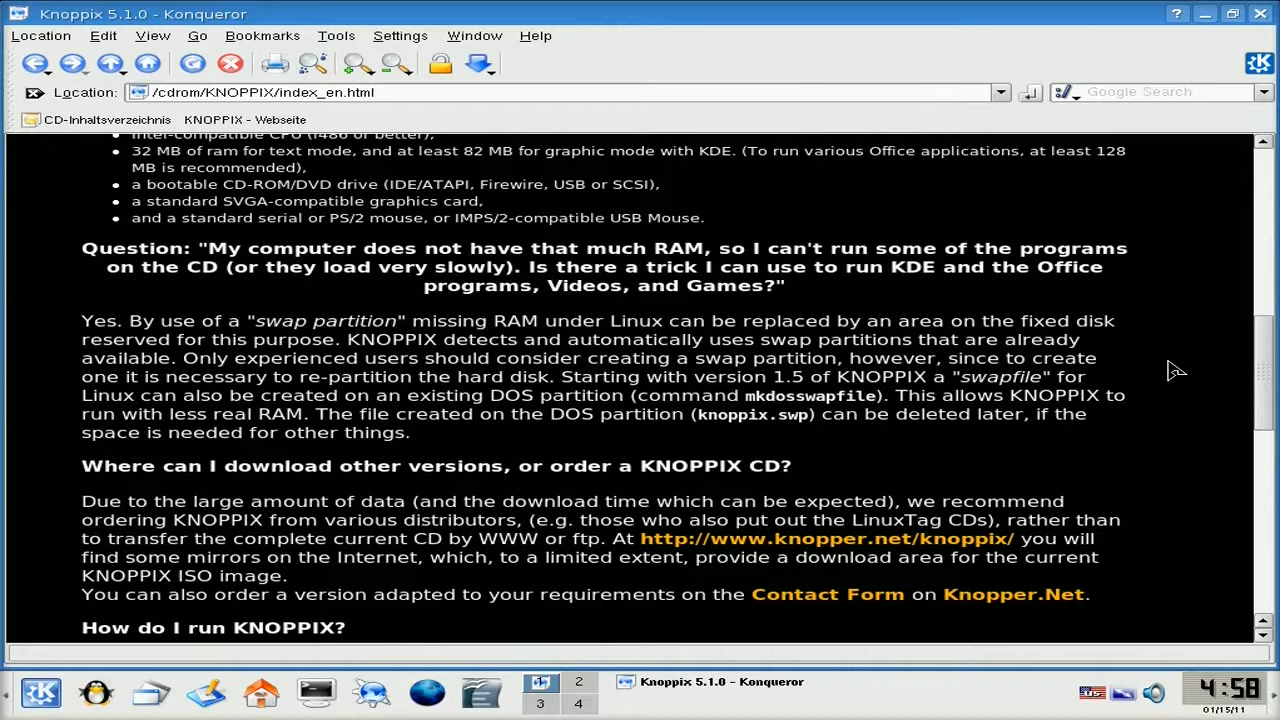 Knoppix 5.1.0 - Konqueror
Location Edit View Go Bookmarks Tools Settings Window Help
Location: /cdrom/KNOPPIX/index_en.html
Google Search
CD-Inhaltsverzeichnis KNOPPIX - Webseite
• 32 MB of ram for text mode, and at least 82 MB for graphic mode with KDE. (To run various Office applications, at least 128
MB is recommended),
• a bootable CD-ROM/DVD drive (IDE/ATAPI, Firewire, USB or SCSI),
• a standard SVGA-compatible graphics card,
• and a standard serial or PS/2 mouse, or IMPS/2-compatible USB Mouse.
Question: "My computer does not have that much RAM, so I can't run some of the programs
on the CD (or they load very slowly). Is there a trick I can use to run KDE and the Office
programs, Videos, and Games?"
Yes. By use of a "swap partition" missing RAM under Linux can be replaced by an area on the fixed disk
reserved for this purpose. KNOPPIX detects and automatically uses swap partitions that are already
available. Only experienced users should consider creating a swap partition, however, since to create
one it is necessary to re-partition the hard disk. Starting with version 1.5 of KNOPPIX a "swapfile" for
Linux can also be created on an existing DOS partition (command mkdosswapfile). This allows KNOPPIX to
run with less real RAM. The file created on the DOS partition (knoppix.swp) can be deleted later, if the
space is needed for other things.
Where can I download other versions, or order a KNOPPIX CD?
Due to the large amount of data (and the download time which can be expected), we recommend
ordering KNOPPIX from various distributors, (e.g. those who also put out the LinuxTag CDs), rather than
to transfer the complete current CD by WWW or ftp. At http://www.knopper.net/knoppix/ you will
find some mirrors on the Internet, which, to a limited extent, provide a download area for the current
KNOPPIX ISO image.
You can also order a version adapted to your requirements on the Contact Form on Knopper.Net.
How do I run KNOPPIX?
2
3 4
Knoppix 5.1.0 - Konqueror
4:58
01/15/11